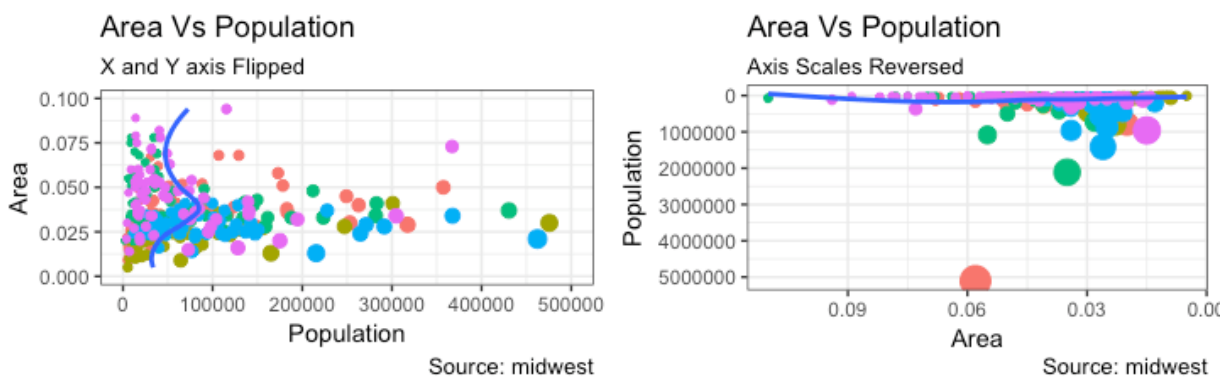 Area Vs Population
X and Y axis Flipped
0.100
0.075
0.050
0.025
0.000
Area
0
100000
200000
300000
400000
500000
Population
Source: midwest
Area Vs Population
Axis Scales Reversed
0
1000000
2000000
3000000
4000000
5000000
Population
0.09
0.06
0.03
0.00
Area
Source: midwest